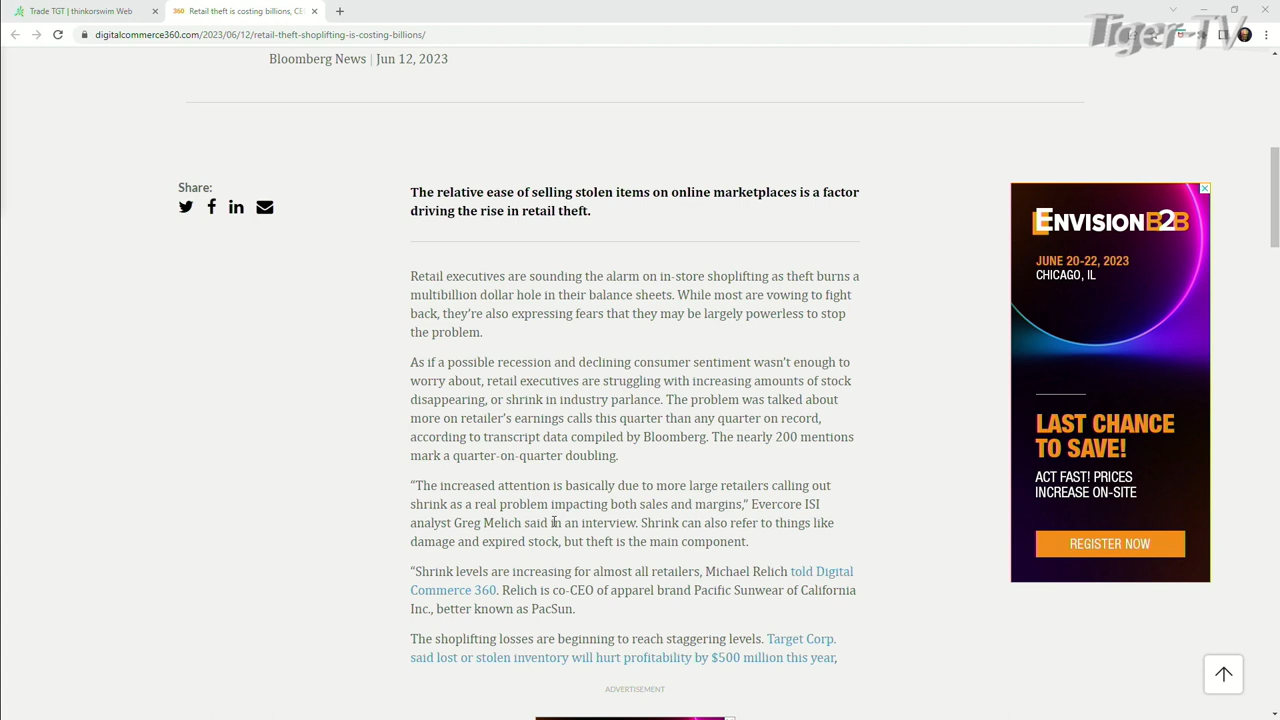 Trade TGT | thinkorswim Web
360 Retail theft is costing billions, CE
digitalcommerce360.com/2023/06/12/retail-theft-shoplifting-is-costing-billions/
Tiger-TV
Bloomberg News | Jun 12, 2023
Share:
The relative ease of selling stolen items on online marketplaces is a factor
driving the rise in retail theft.
Retail executives are sounding the alarm on in-store shoplifting as theft burns a
multibillion dollar hole in their balance sheets. While most are vowing to fight
back, they’re also expressing fears that they may be largely powerless to stop
the problem.
As if a possible recession and declining consumer sentiment wasn’t enough to
worry about, retail executives are struggling with increasing amounts of stock
disappearing, or shrink in industry parlance. The problem was talked about
more on retailer’s earnings calls this quarter than any quarter on record,
according to transcript data compiled by Bloomberg. The nearly 200 mentions
mark a quarter-on-quarter doubling.
“The increased attention is basically due to more large retailers calling out
shrink as a real problem impacting both sales and margins,” Evercore ISI
analyst Greg Melich said in an interview. Shrink can also refer to things like
damage and expired stock, but theft is the main component.
“Shrink levels are increasing for almost all retailers, Michael Relich told Digital
Commerce 360. Relich is co-CEO of apparel brand Pacific Sunwear of California
Inc., better known as PacSun.
The shoplifting losses are beginning to reach staggering levels. Target Corp.
said lost or stolen inventory will hurt profitability by $500 million this year,
ADVERTISEMENT
ENVISION B2B
JUNE 20-22, 2023
CHICAGO, IL
LAST CHANCE
TO SAVE!
ACT FAST! PRICES
INCREASE ON-SITE
REGISTER NOW